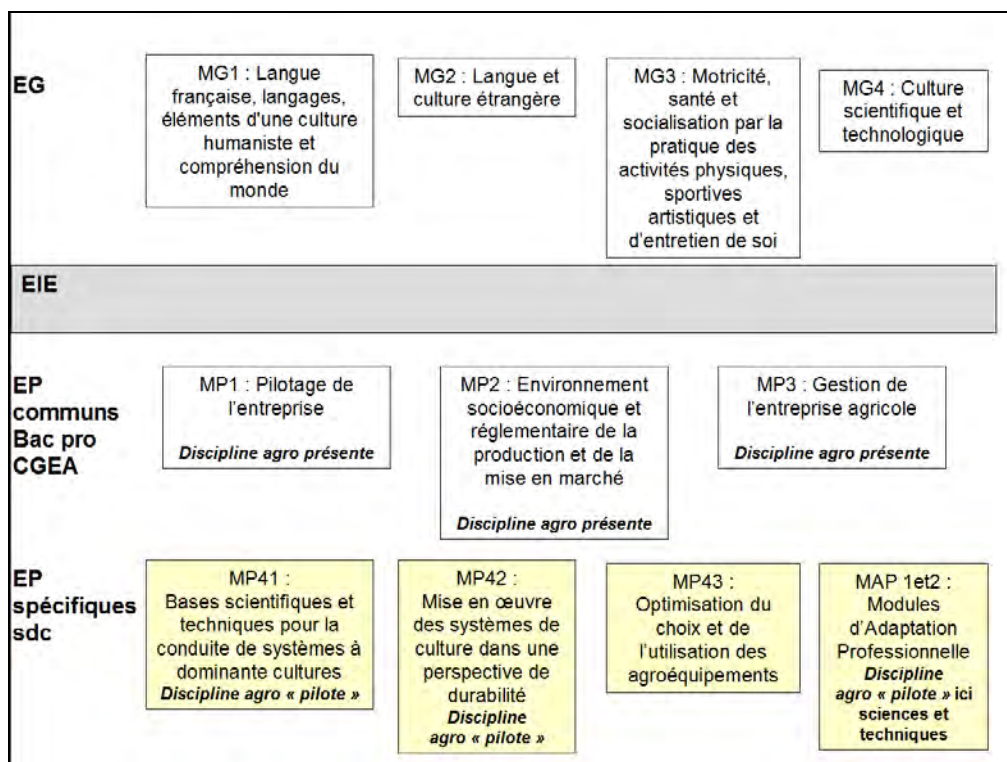 EG
MG1 : Langue
française, langages,
éléments d'une culture
humaniste et
compréhension du
monde
MG2 : Langue et
culture étrangère
MG3 : Motricité,
santé et
socialisation par la
pratique des
activités physiques,
sportives
artistiques et
d'entretien de soi
MG4 : Culture
scientifique et
technologique
EIE
EP
communs
Bac pro
CGEA
MP1 : Pilotage de
l'entreprise
Discipline agro présente
MP2 : Environnement
socioéconomique et
réglementaire de la
production et de la
mise en marché
Discipline agro présente
MP3 : Gestion de
l'entreprise agricole
Discipline agro présente
EP
spécifiques
sdc
MP41 :
Bases scientifiques et
techniques pour la
conduite de systèmes à
dominante cultures
Discipline agro « pilote »
MP42 :
Mise en œuvre
des systèmes de
culture dans une
perspective de
durabilité
Discipline
agro « pilote »
MP43 :
Optimisation du
choix et de
l'utilisation des
agroéquipements
MAP 1et2 :
Modules
d'Adaptation
Professionnelle
Discipline
agro « pilote » ici
sciences et
techniques